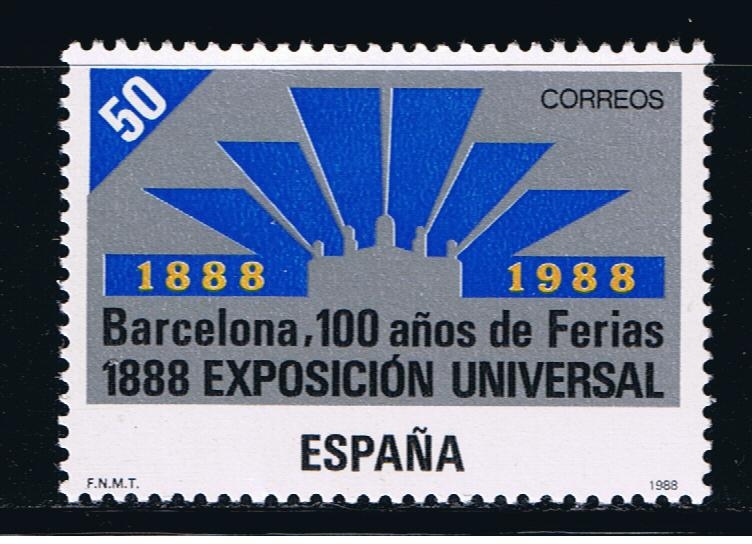 50
CORREOS
1888 1988
Barcelona, 100 años de Ferias
1888 EXPOSICIÓN UNIVERSAL
ESPAÑA
F.N.M.T. 1988